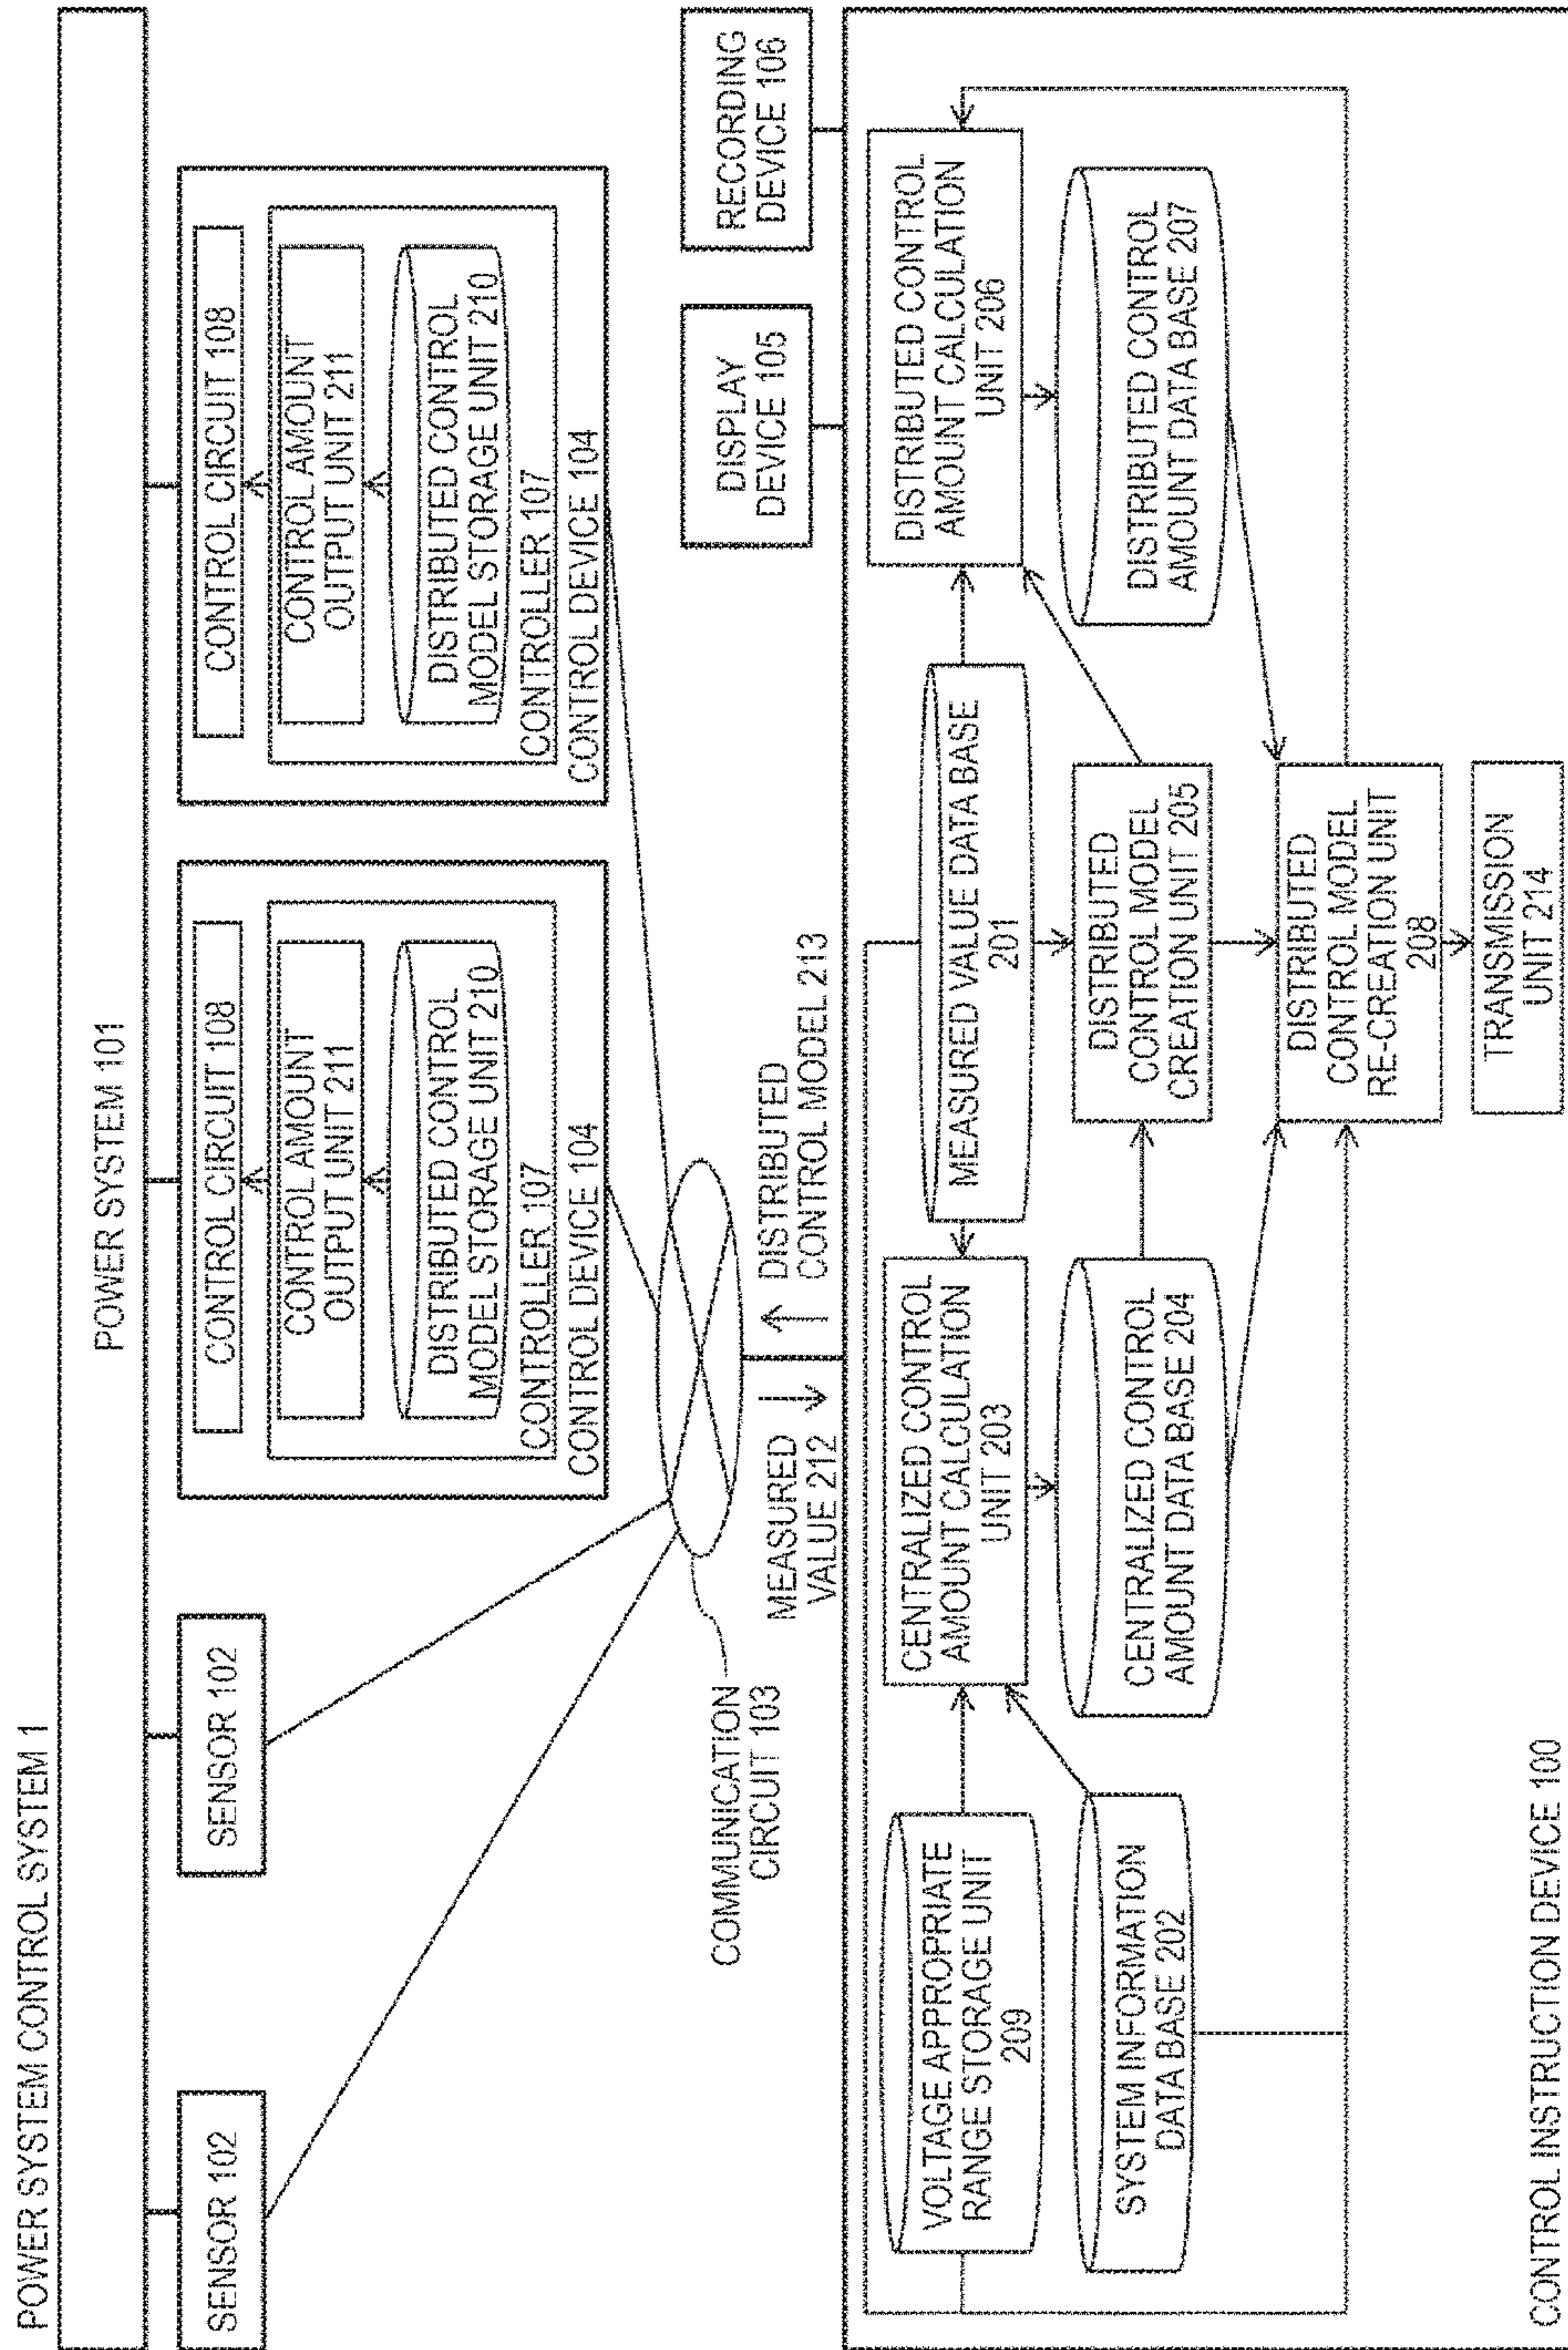 POWER SYSTEM CONTROL SYSTEM 1
POWER SYSTEM 101
SENSOR 102
SENSOR 102
CONTROL CIRCUIT 108
CONTROL AMOUNT
OUTPUT UNIT 211
DISTRIBUTED CONTROL
MODEL STORAGE UNIT 210
CONTROLLER 107
CONTROL DEVICE 104
CONTROL CIRCUIT 108
CONTROL AMOUNT
OUTPUT UNIT 211
DISTRIBUTED CONTROL
MODEL STORAGE UNIT 210
CONTROLLER 107
CONTROL DEVICE 104
COMMUNICATION
CIRCUIT 103
MEASURED
VALUE 212
DISTRIBUTED
CONTROL MODEL 213
DISPLAY
DEVICE 105
RECORDING
DEVICE 106
VOLTAGE APPROPRIATE
RANGE STORAGE UNIT
209
CENTRALIZED CONTROL
AMOUNT CALCULATION
UNIT 203
MEASURED VALUE DATA BASE
201
DISTRIBUTED CONTROL
AMOUNT CALCULATION
UNIT 206
SYSTEM INFORMATION
DATA BASE 202
CENTRALIZED CONTROL
AMOUNT DATA BASE 204
DISTRIBUTED
CONTROL MODEL
CREATION UNIT 205
DISTRIBUTED CONTROL
AMOUNT DATA BASE 207
DISTRIBUTED
CONTROL MODEL
RE-CREATION UNIT
208
TRANSMISSION
UNIT 214
CONTROL INSTRUCTION DEVICE 100